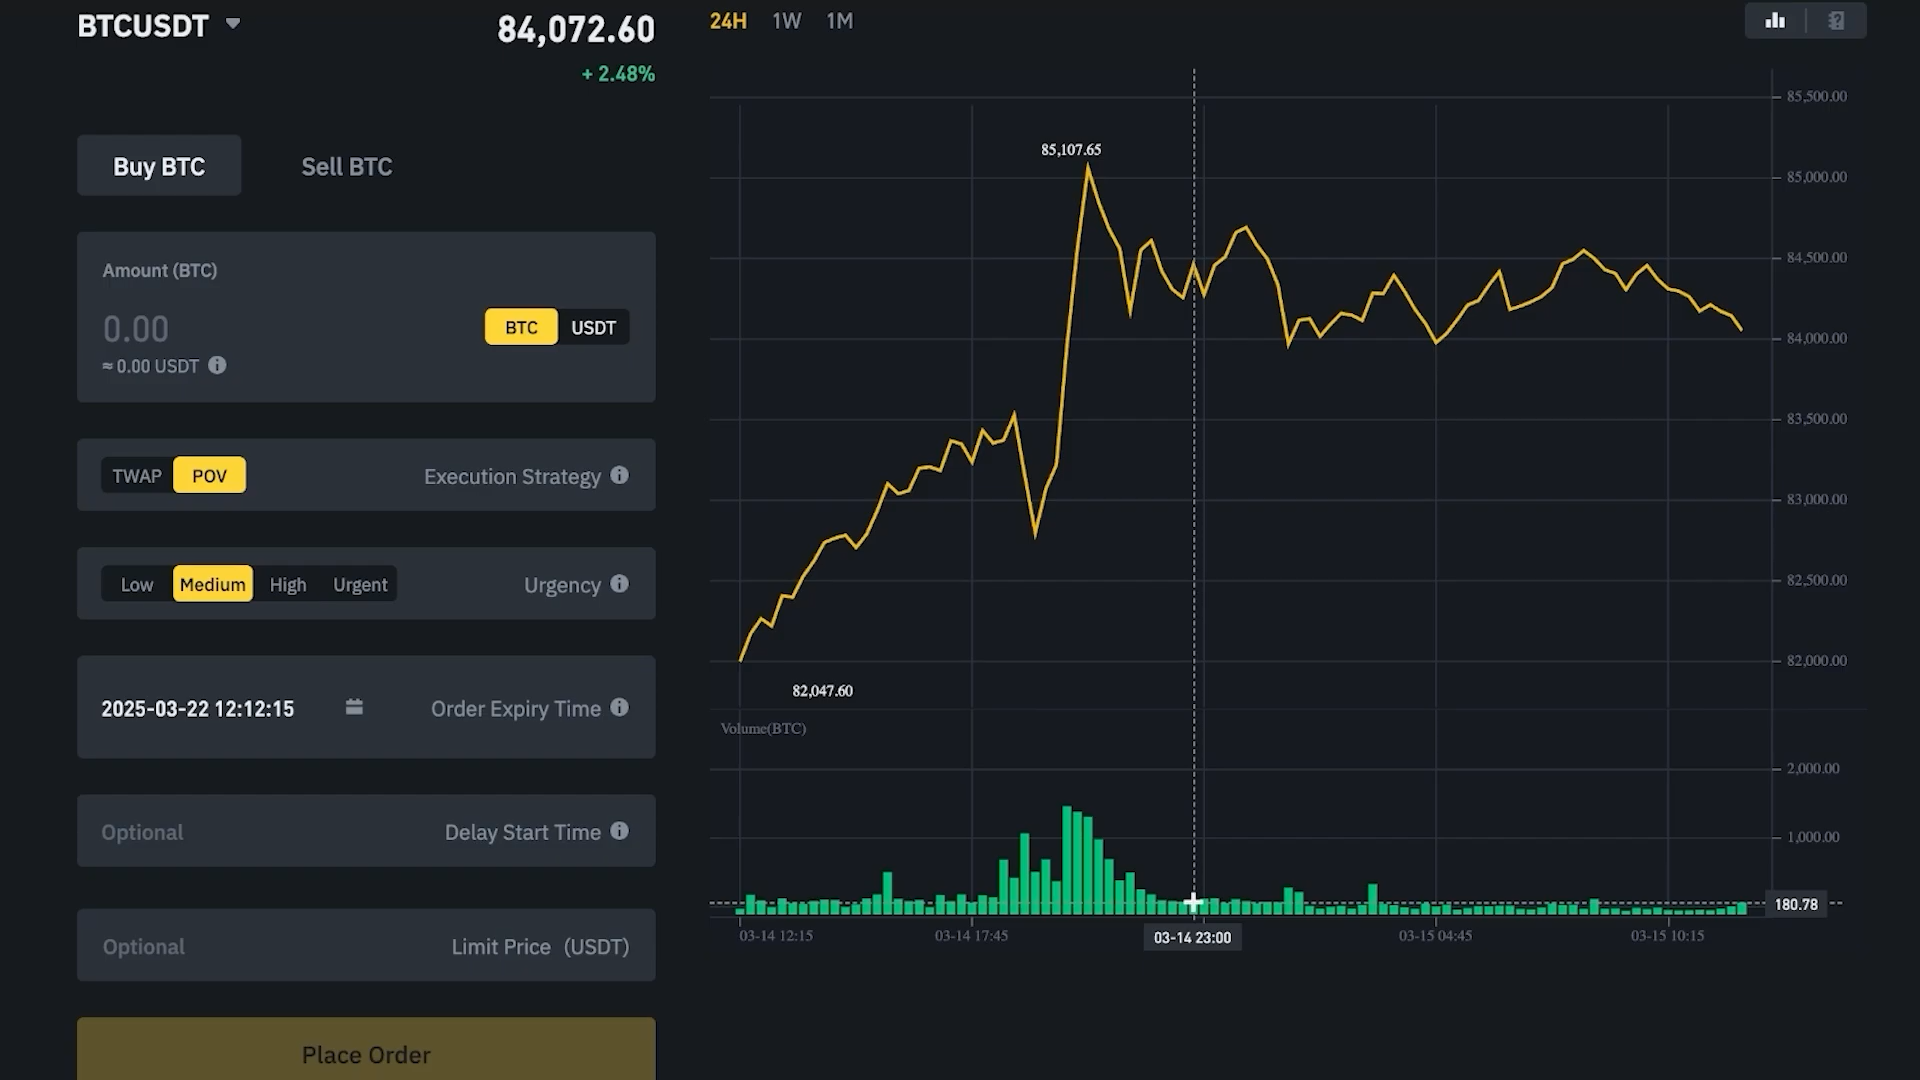 BTCUSDT
84,072.60
+ 2.48%
Buy BTC
Sell BTC
Amount (BTC)
0.00
BTC
USDT
≈ 0.00 USDT
TWAP
POV
Execution Strategy
Low
Medium
High
Urgent
Urgency
2025-03-22 12:12:15
Order Expiry Time
Optional
Delay Start Time
Optional
Limit Price (USDT)
Place Order
24H
1W
1M
85,500.00
85,107.65
85,000.00
84,500.00
84,000.00
83,500.00
83,000.00
82,500.00
82,000.00
82,047.60
Volume(BTC)
2,000.00
1,000.00
180.78
03-14 12:15
03-14 17:45
03-14 23:00
03-15 04:45
03-15 10:15